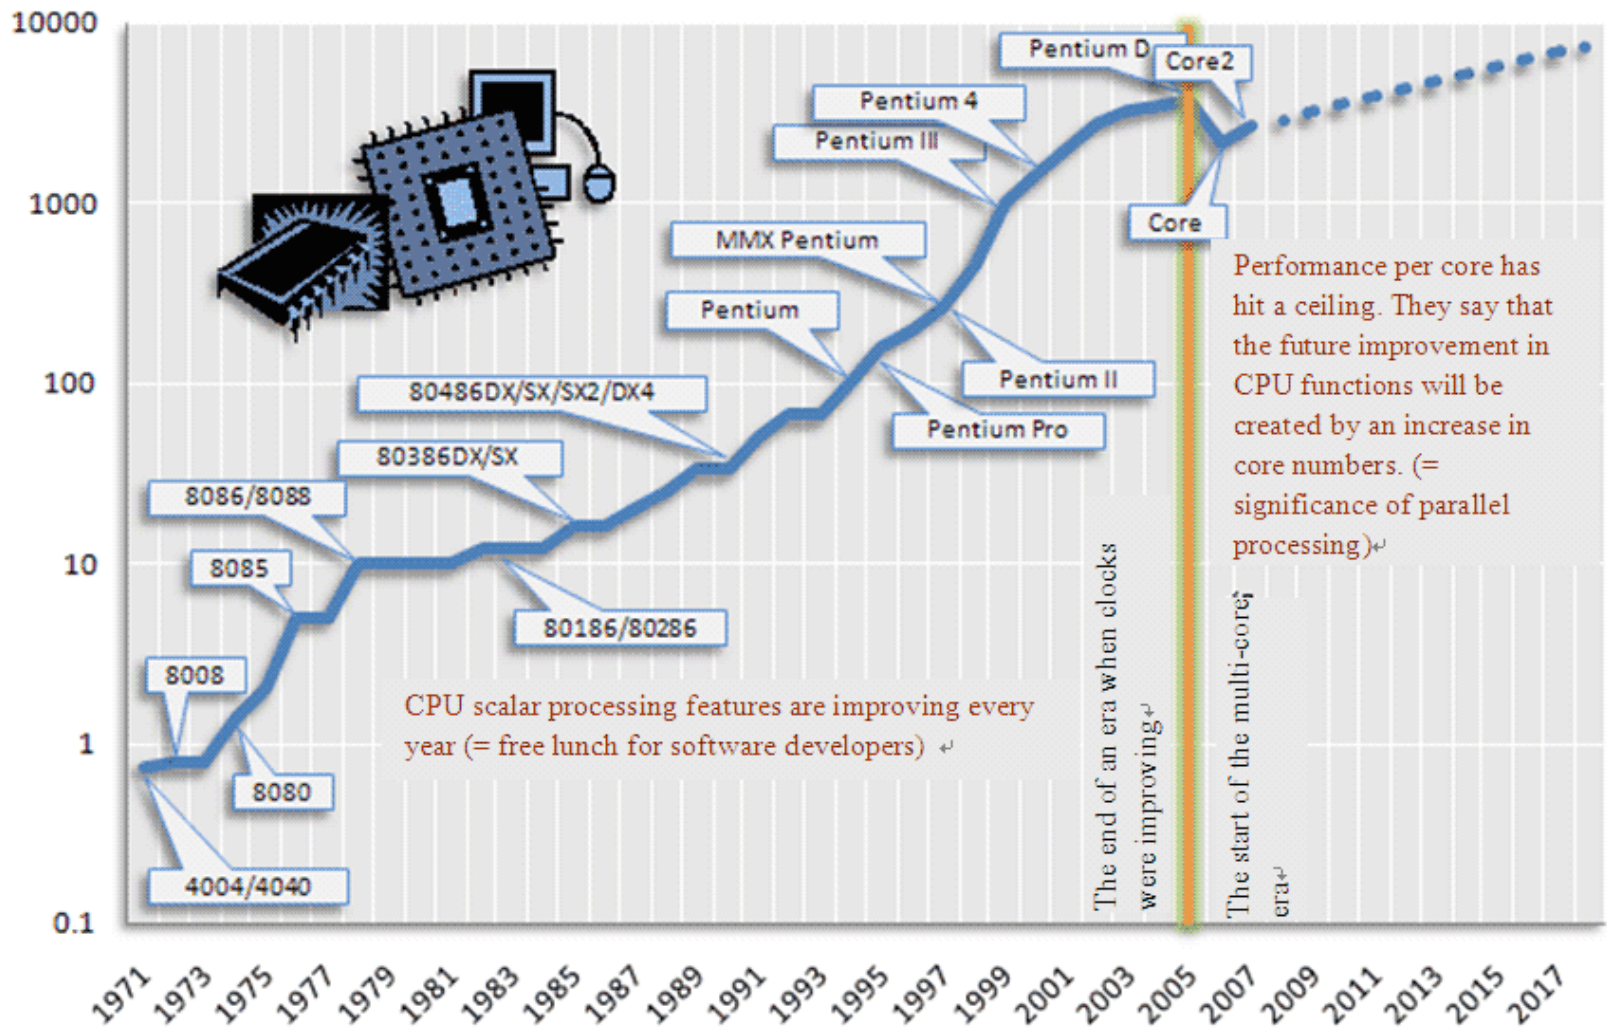 10000
1000
100
10
1
0.1
Pentium D
Core2
Pentium 4
Pentium III
Core
MMX Pentium
Pentium
Pentium II
80486DX/SX/SX2/DX4
Pentium Pro
80386DX/SX
8086/8088
8085
80186/80286
8008
8080
4004/4040
Performance per core has
hit a ceiling. They say that
the future improvement in
CPU functions will be
created by an increase in
core numbers. (=
significance of parallel
processing)↵
CPU scalar processing features are improving every
year (= free lunch for software developers) ↵
The end of an era when clocks
were improving↵
The start of the multi-core
era↵
1971
1973
1975
1977
1979
1981
1983
1985
1987
1989
1991
1993
1995
1997
1999
2001
2003
2005
2007
2009
2011
2013
2015
2017